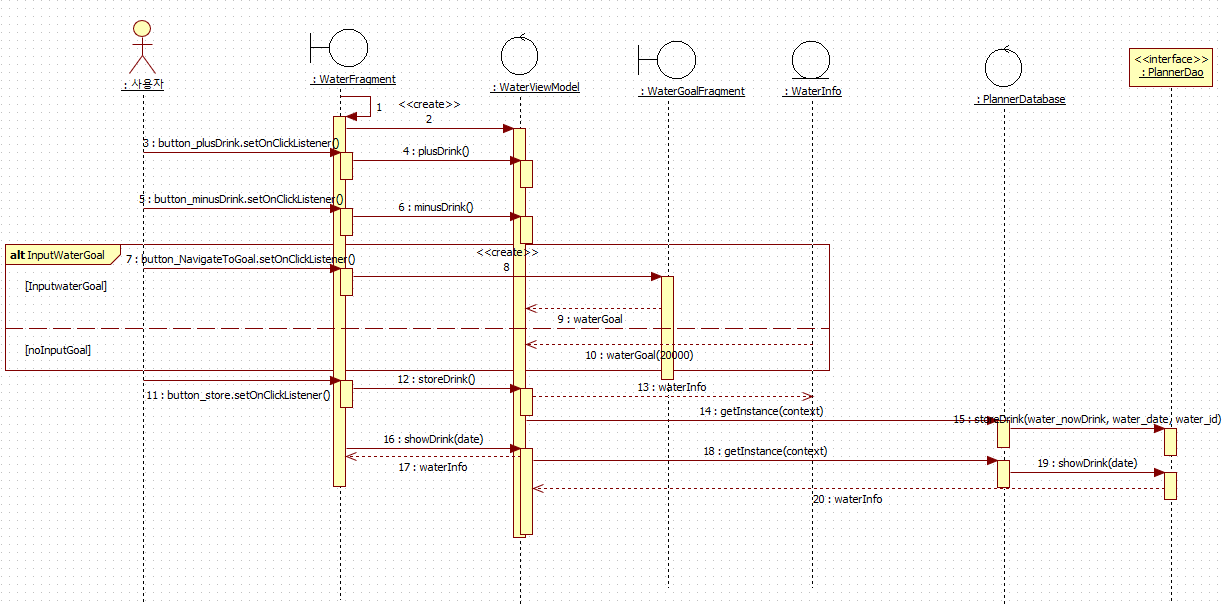 : 사용자
: WaterFragment
: WaterViewModel
: WaterGoalFragment
: WaterInfo
: PlannerDatabase
<<interface>>
: PlannerDao
1
<<create>>
2
3 : button_plusDrink.setOnClickListener()
4 : plusDrink()
5 : button_minusDrink.setOnClickListener()
6 : minusDrink()
alt InputWaterGoal
7 : button_NavigateToGoal.setOnClickListener()
<<create>>
8
[InputwaterGoal]
9 : waterGoal
[noInputGoal]
10 : waterGoal(20000)
11 : button_store.setOnClickListener()
12 : storeDrink()
13 : waterInfo
14 : getInstance(context)
15 : storeDrink(water_nowDrink, water_date, water_id)
16 : showDrink(date)
17 : waterInfo
18 : getInstance(context)
19 : showDrink(date)
20 : waterInfo